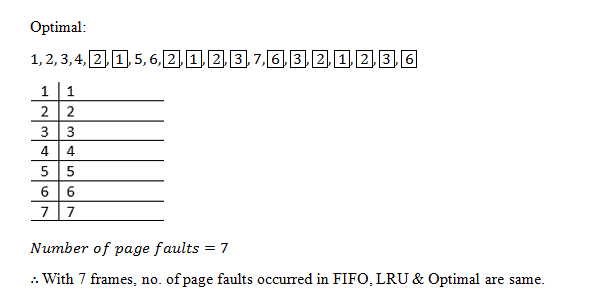 Optimal:
1, 2, 3, 4, 2, 1, 5, 6, 2, 1, 2, 3, 7, 6, 3, 2, 1, 2, 3, 6
1 1
2 2
3 3
4 4
5 5
6 6
7 7
Number of page faults = 7
∴ With 7 frames, no. of page faults occurred in FIFO, LRU & Optimal are same.